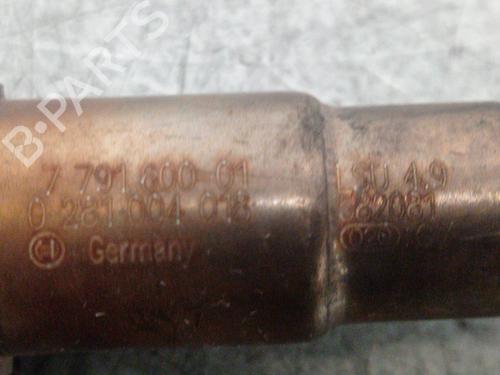 B-PARTS
7 791 600-01
0 281 004 018
Germany
LSU 4.9
382081